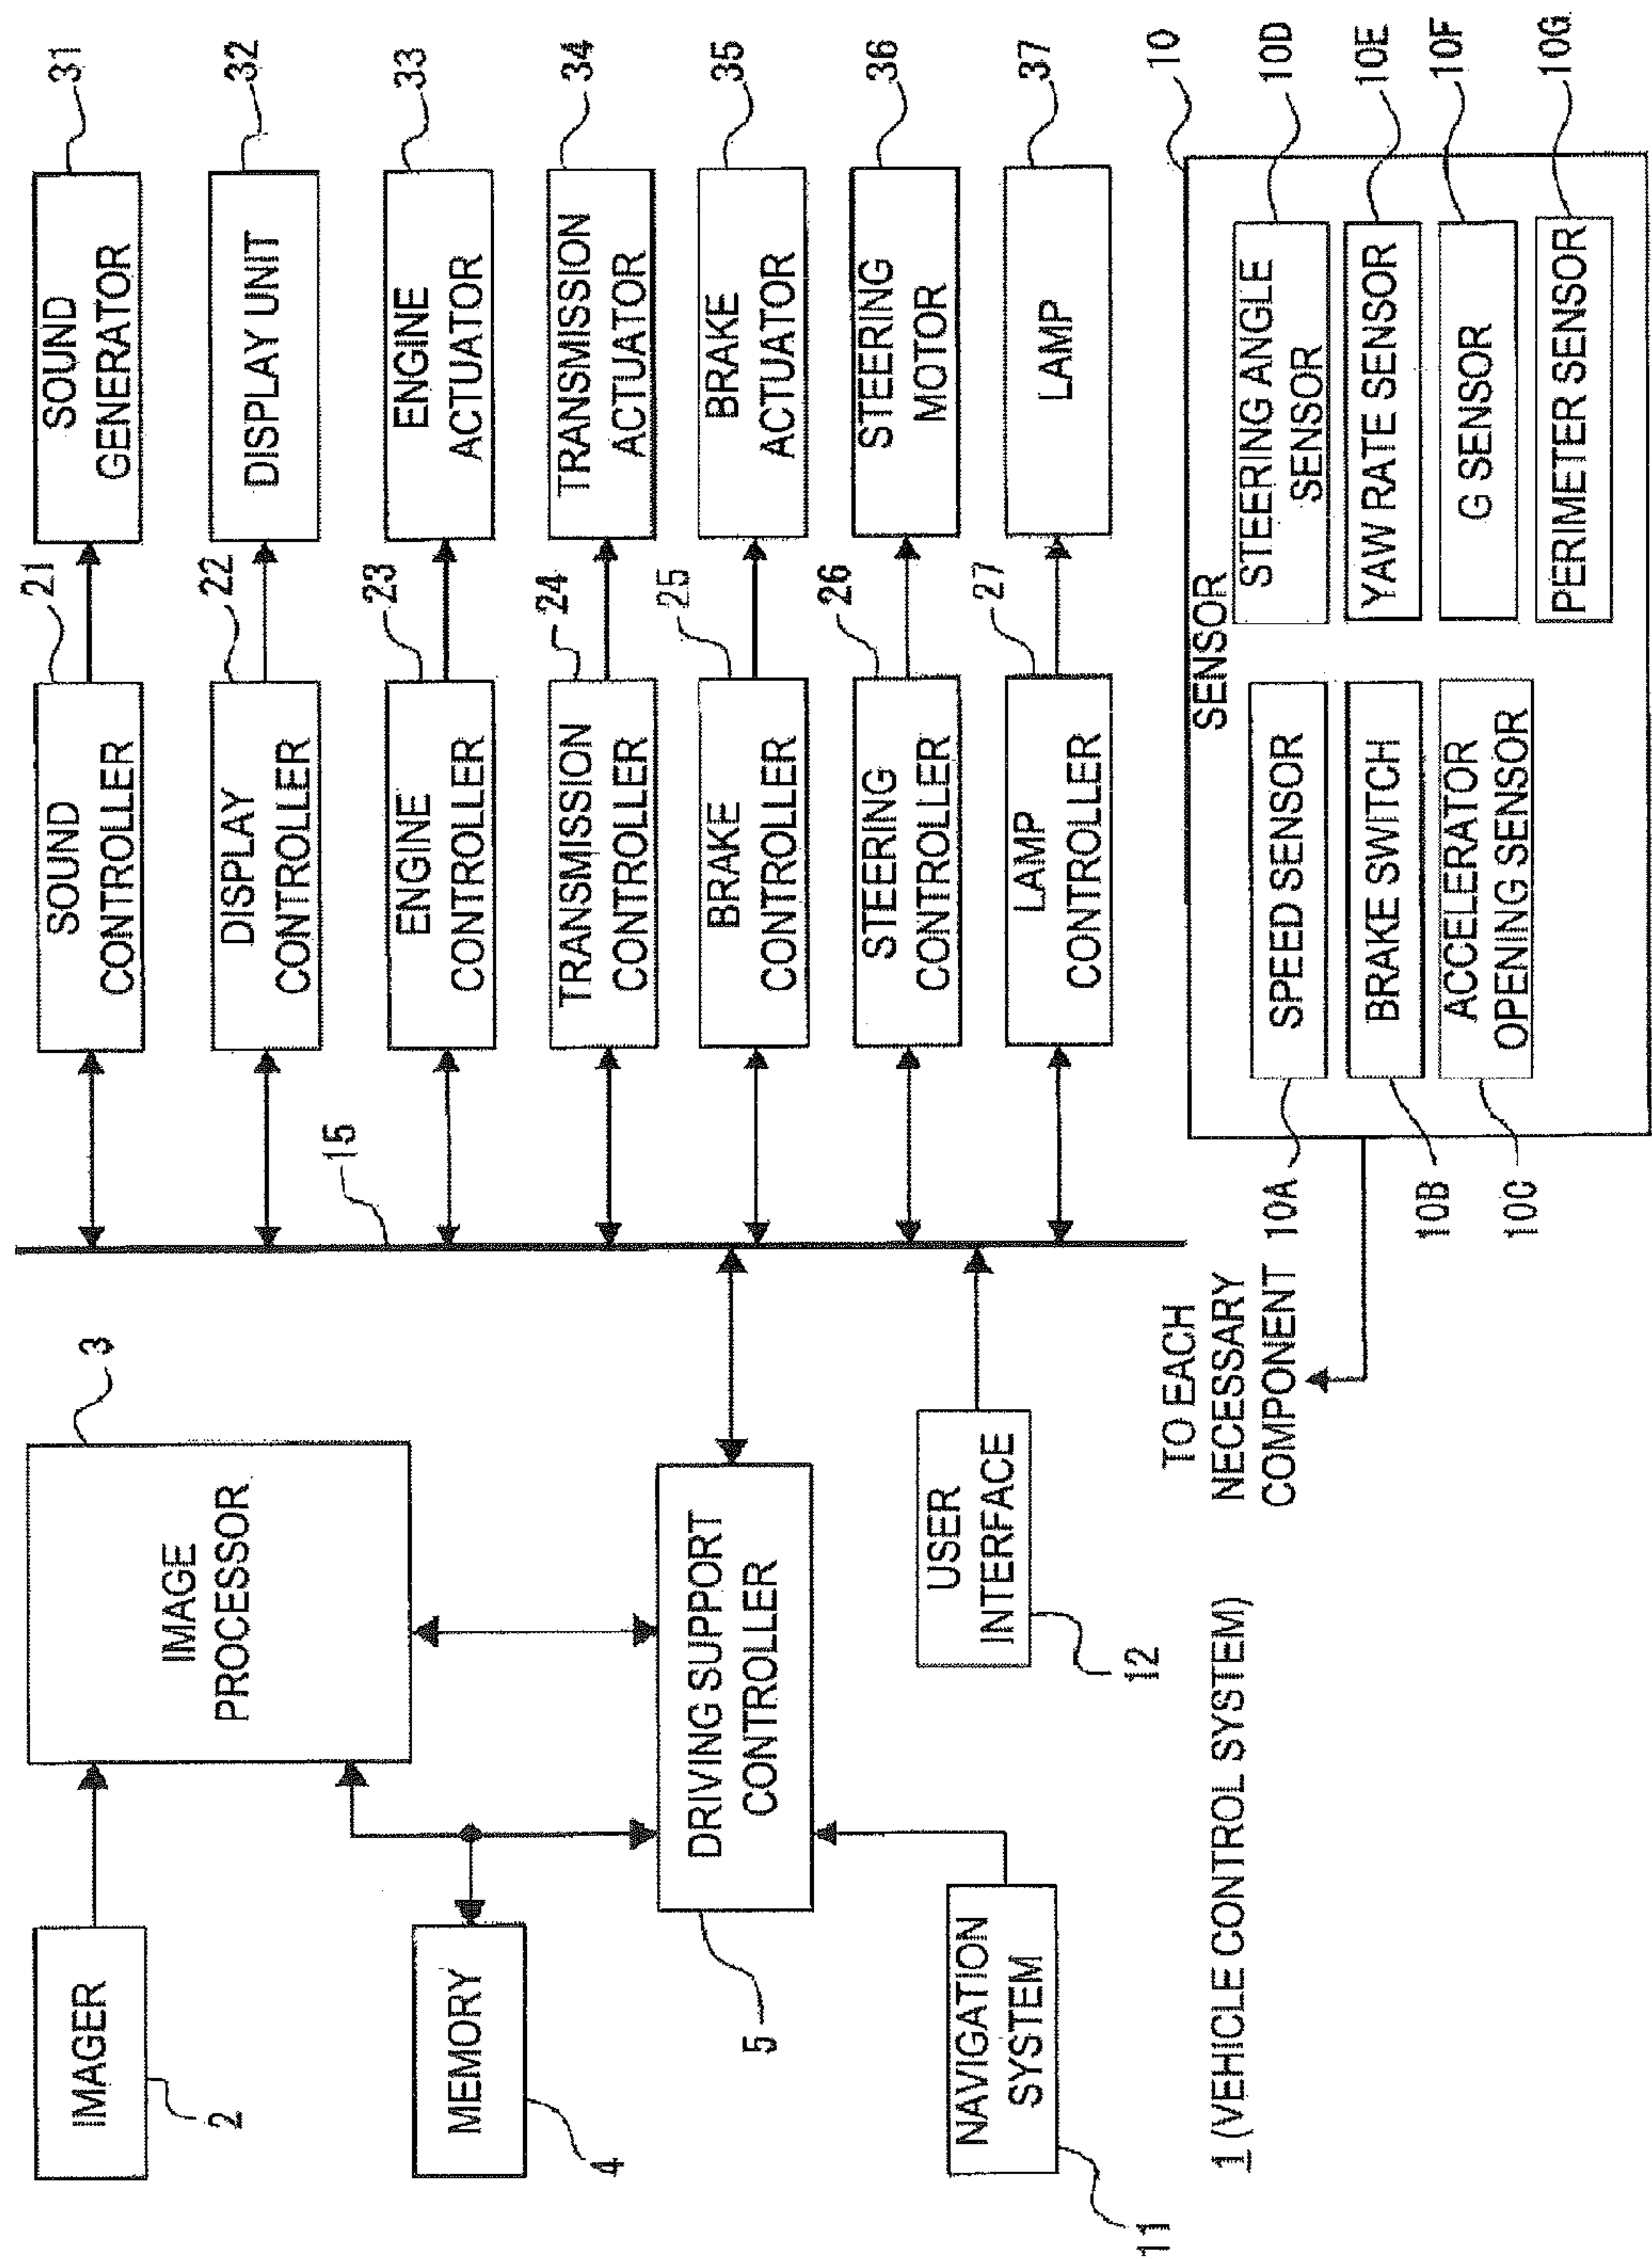 1 (VEHICLE CONTROL SYSTEM)
IMAGER
2
IMAGE
PROCESSOR
3
MEMORY
4
DRIVING SUPPORT
CONTROLLER
5
NAVIGATION
SYSTEM
11
USER
INTERFACE
12
15
SOUND
CONTROLLER
21
SOUND
GENERATOR
31
DISPLAY
CONTROLLER
22
DISPLAY UNIT
32
ENGINE
CONTROLLER
23
ENGINE
ACTUATOR
33
TRANSMISSION
CONTROLLER
24
TRANSMISSION
ACTUATOR
34
BRAKE
CONTROLLER
25
BRAKE
ACTUATOR
35
STEERING
CONTROLLER
26
STEERING
MOTOR
36
LAMP
CONTROLLER
27
LAMP
37
TO EACH
NECESSARY
COMPONENT
SENSOR
10
10A
SPEED SENSOR
10B
BRAKE SWITCH
10C
ACCELERATOR
OPENING SENSOR
STEERING ANGLE
SENSOR
10D
YAW RATE SENSOR
10E
G SENSOR
10F
PERIMETER SENSOR
10G